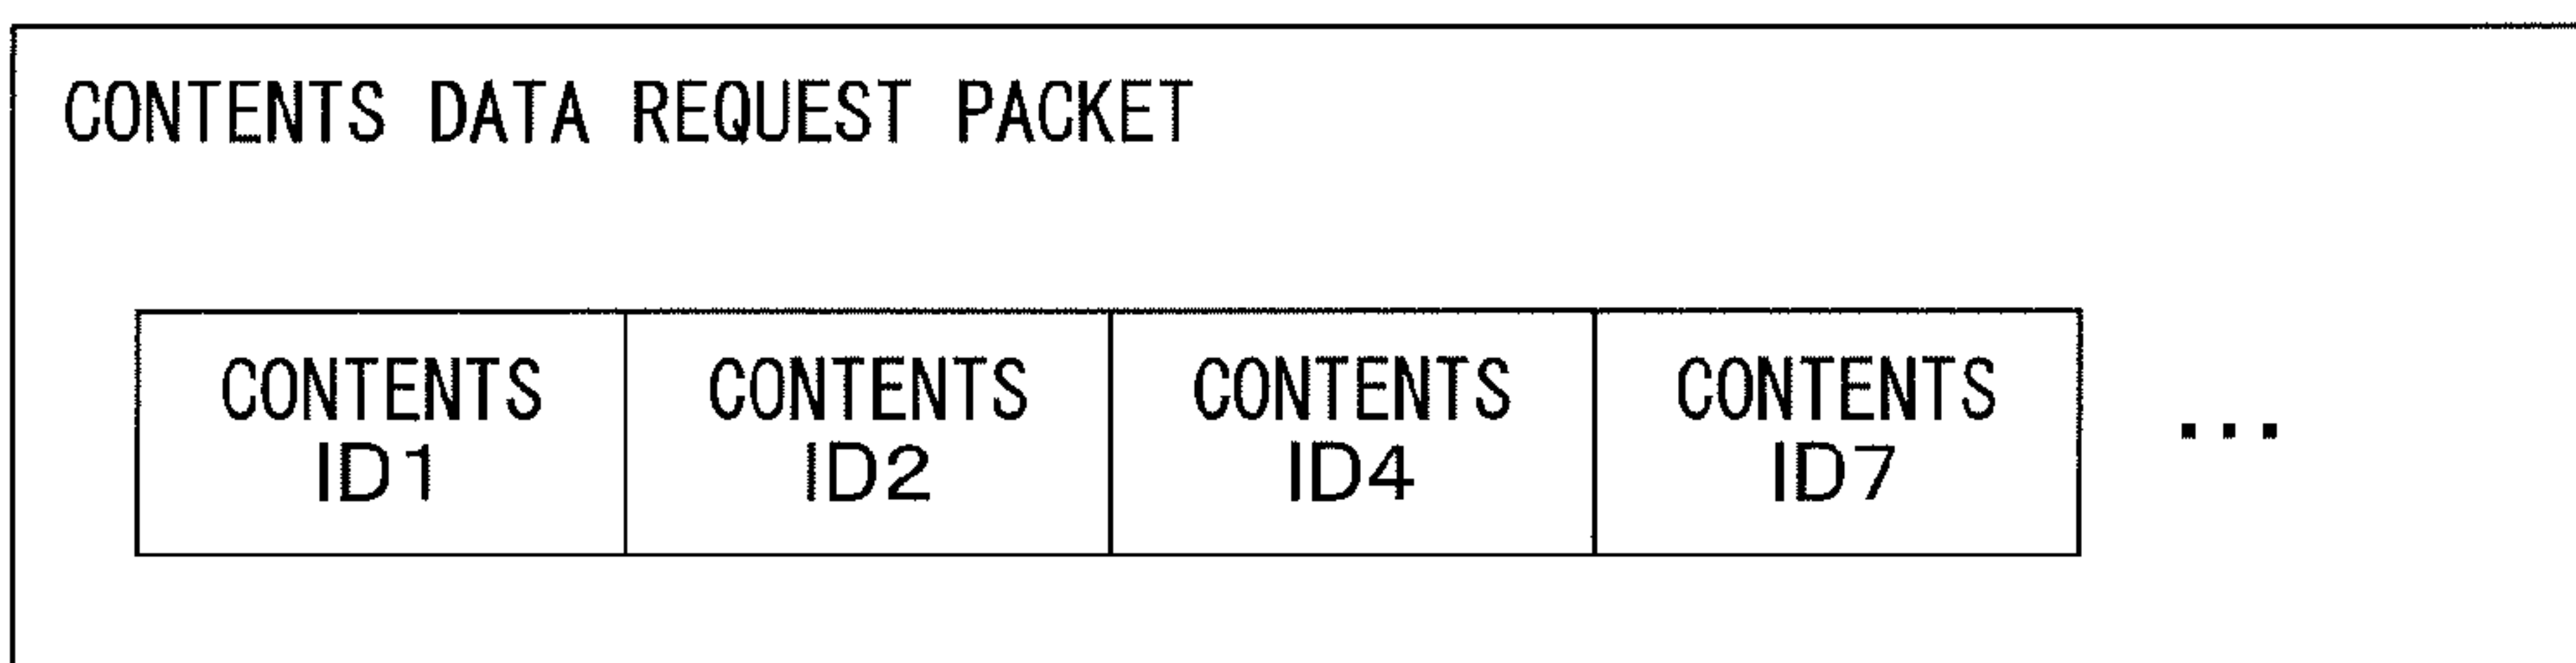 CONTENTS DATA REQUEST PACKET
CONTENTS CONTENTS CONTENTS CONTENTS ...
ID1 ID2 ID4 ID7